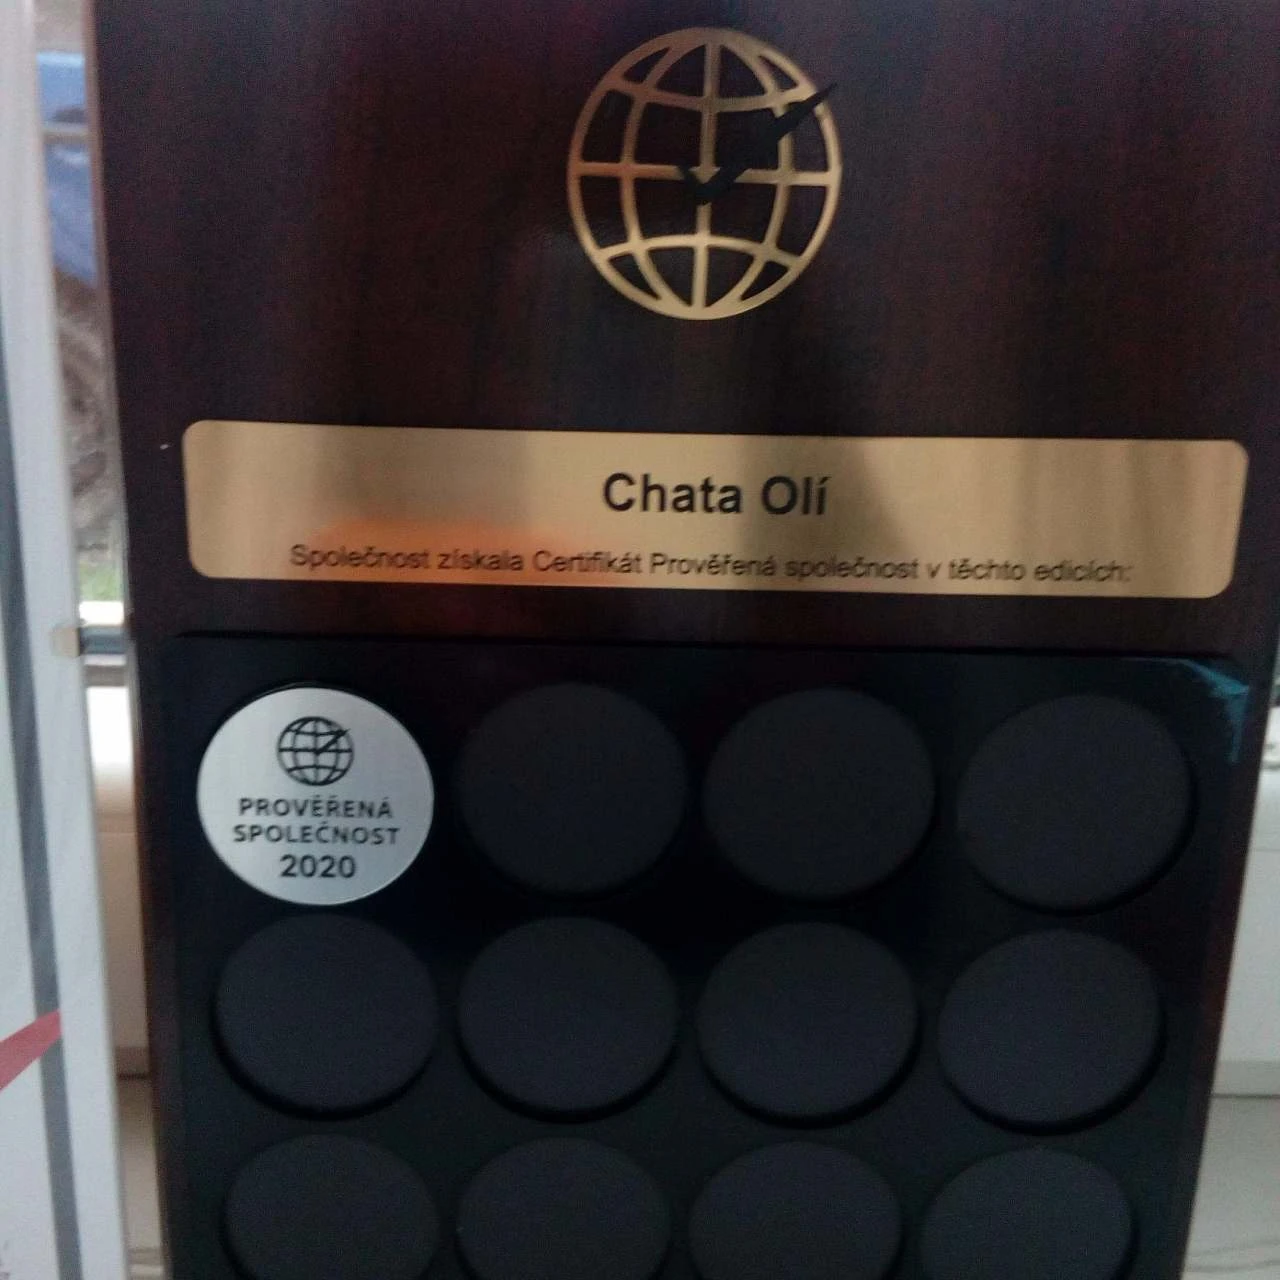 Chata Olí
Společnost získala Certifikát Prověřená společnost v těchto edicích:
PROVĚŘENÁ
SPOLEČNOST
2020